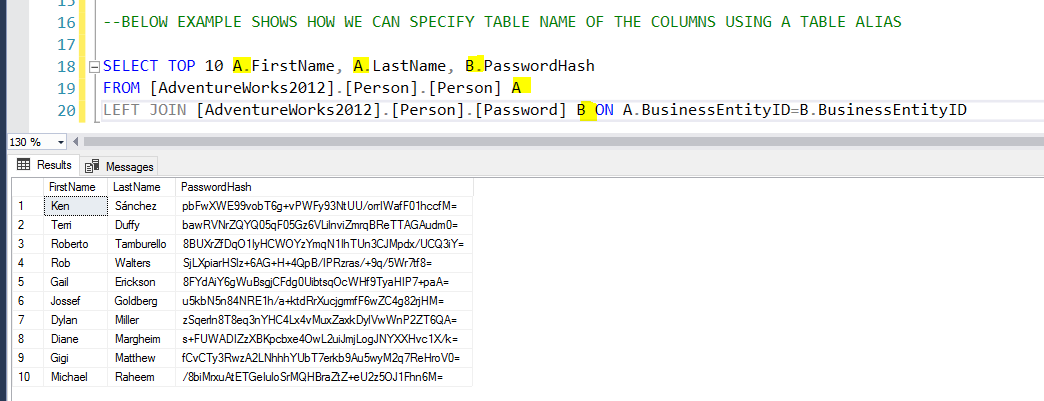 16 --BELOW EXAMPLE SHOWS HOW WE CAN SPECIFY TABLE NAME OF THE COLUMNS USING A TABLE ALIAS
17
18 SELECT TOP 10 A.FirstName, A.LastName, B.PasswordHash
19 FROM [AdventureWorks2012].[Person].[Person] A
20 LEFT JOIN [AdventureWorks2012].[Person].[Password] B ON A.BusinessEntityID=B.BusinessEntityID
130 %
Results Messages
FirstName LastName PasswordHash
1 Ken Sánchez pbFwXWE99vobT6g+vPWFy93NtUU/orrIWafF01hccfM=
2 Terri Duffy bawRVNrZQYQ05qF05Gz6VLilnviZmrqBReTTAGAudm0=
3 Roberto Tamburello 8BUXrZfDqO1IyHCWOYzYmqN1IhTUn3CJMpdx/UCQ3iY=
4 Rob Walters SjLXpiarHSlz+6AG+H+4QpB/IPRzras/+9q/5Wr7tf8=
5 Gail Erickson 8FYdAiY6gWuBsgjCFdg0UibtsqOcWHf9TyaHIP7+paA=
6 Jossef Goldberg u5kbN5n84NRE1h/a+ktdRrXucjgrmfF6wZC4g82rjHM=
7 Dylan Miller zSqerln8T8eq3nYHC4Lx4vMuxZaxkDylVwWnP2ZT6QA=
8 Diane Margheim s+FUWADIZzXBKpcbxe4OwL2uiJmjLogJNYXXHvc1X/k=
9 Gigi Matthew fCvCTy3RwzA2LNhhhYUbT7erkb9Au5wyM2q7ReHroV0=
10 Michael Raheem /8biMrxuAtETGeluloSrMQHBraZtZ+eU2z5OJ1Fhn6M=